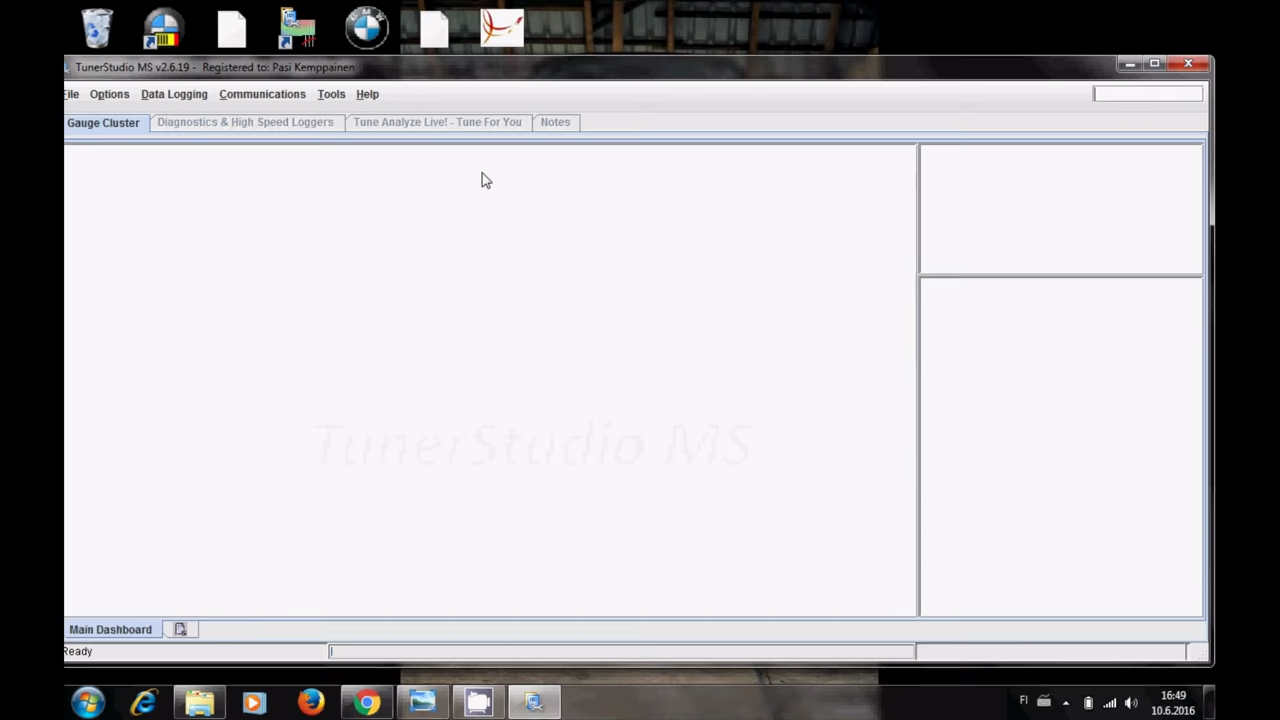 TunerStudio MS v2.6.19 - Registered to: Pasi Kemppainen
File Options Data Logging Communications Tools Help
Gauge Cluster Diagnostics & High Speed Loggers Tune Analyze Live! - Tune For You Notes
TunerStudio MS
Main Dashboard
Ready
FI 16:49
10.6.2016